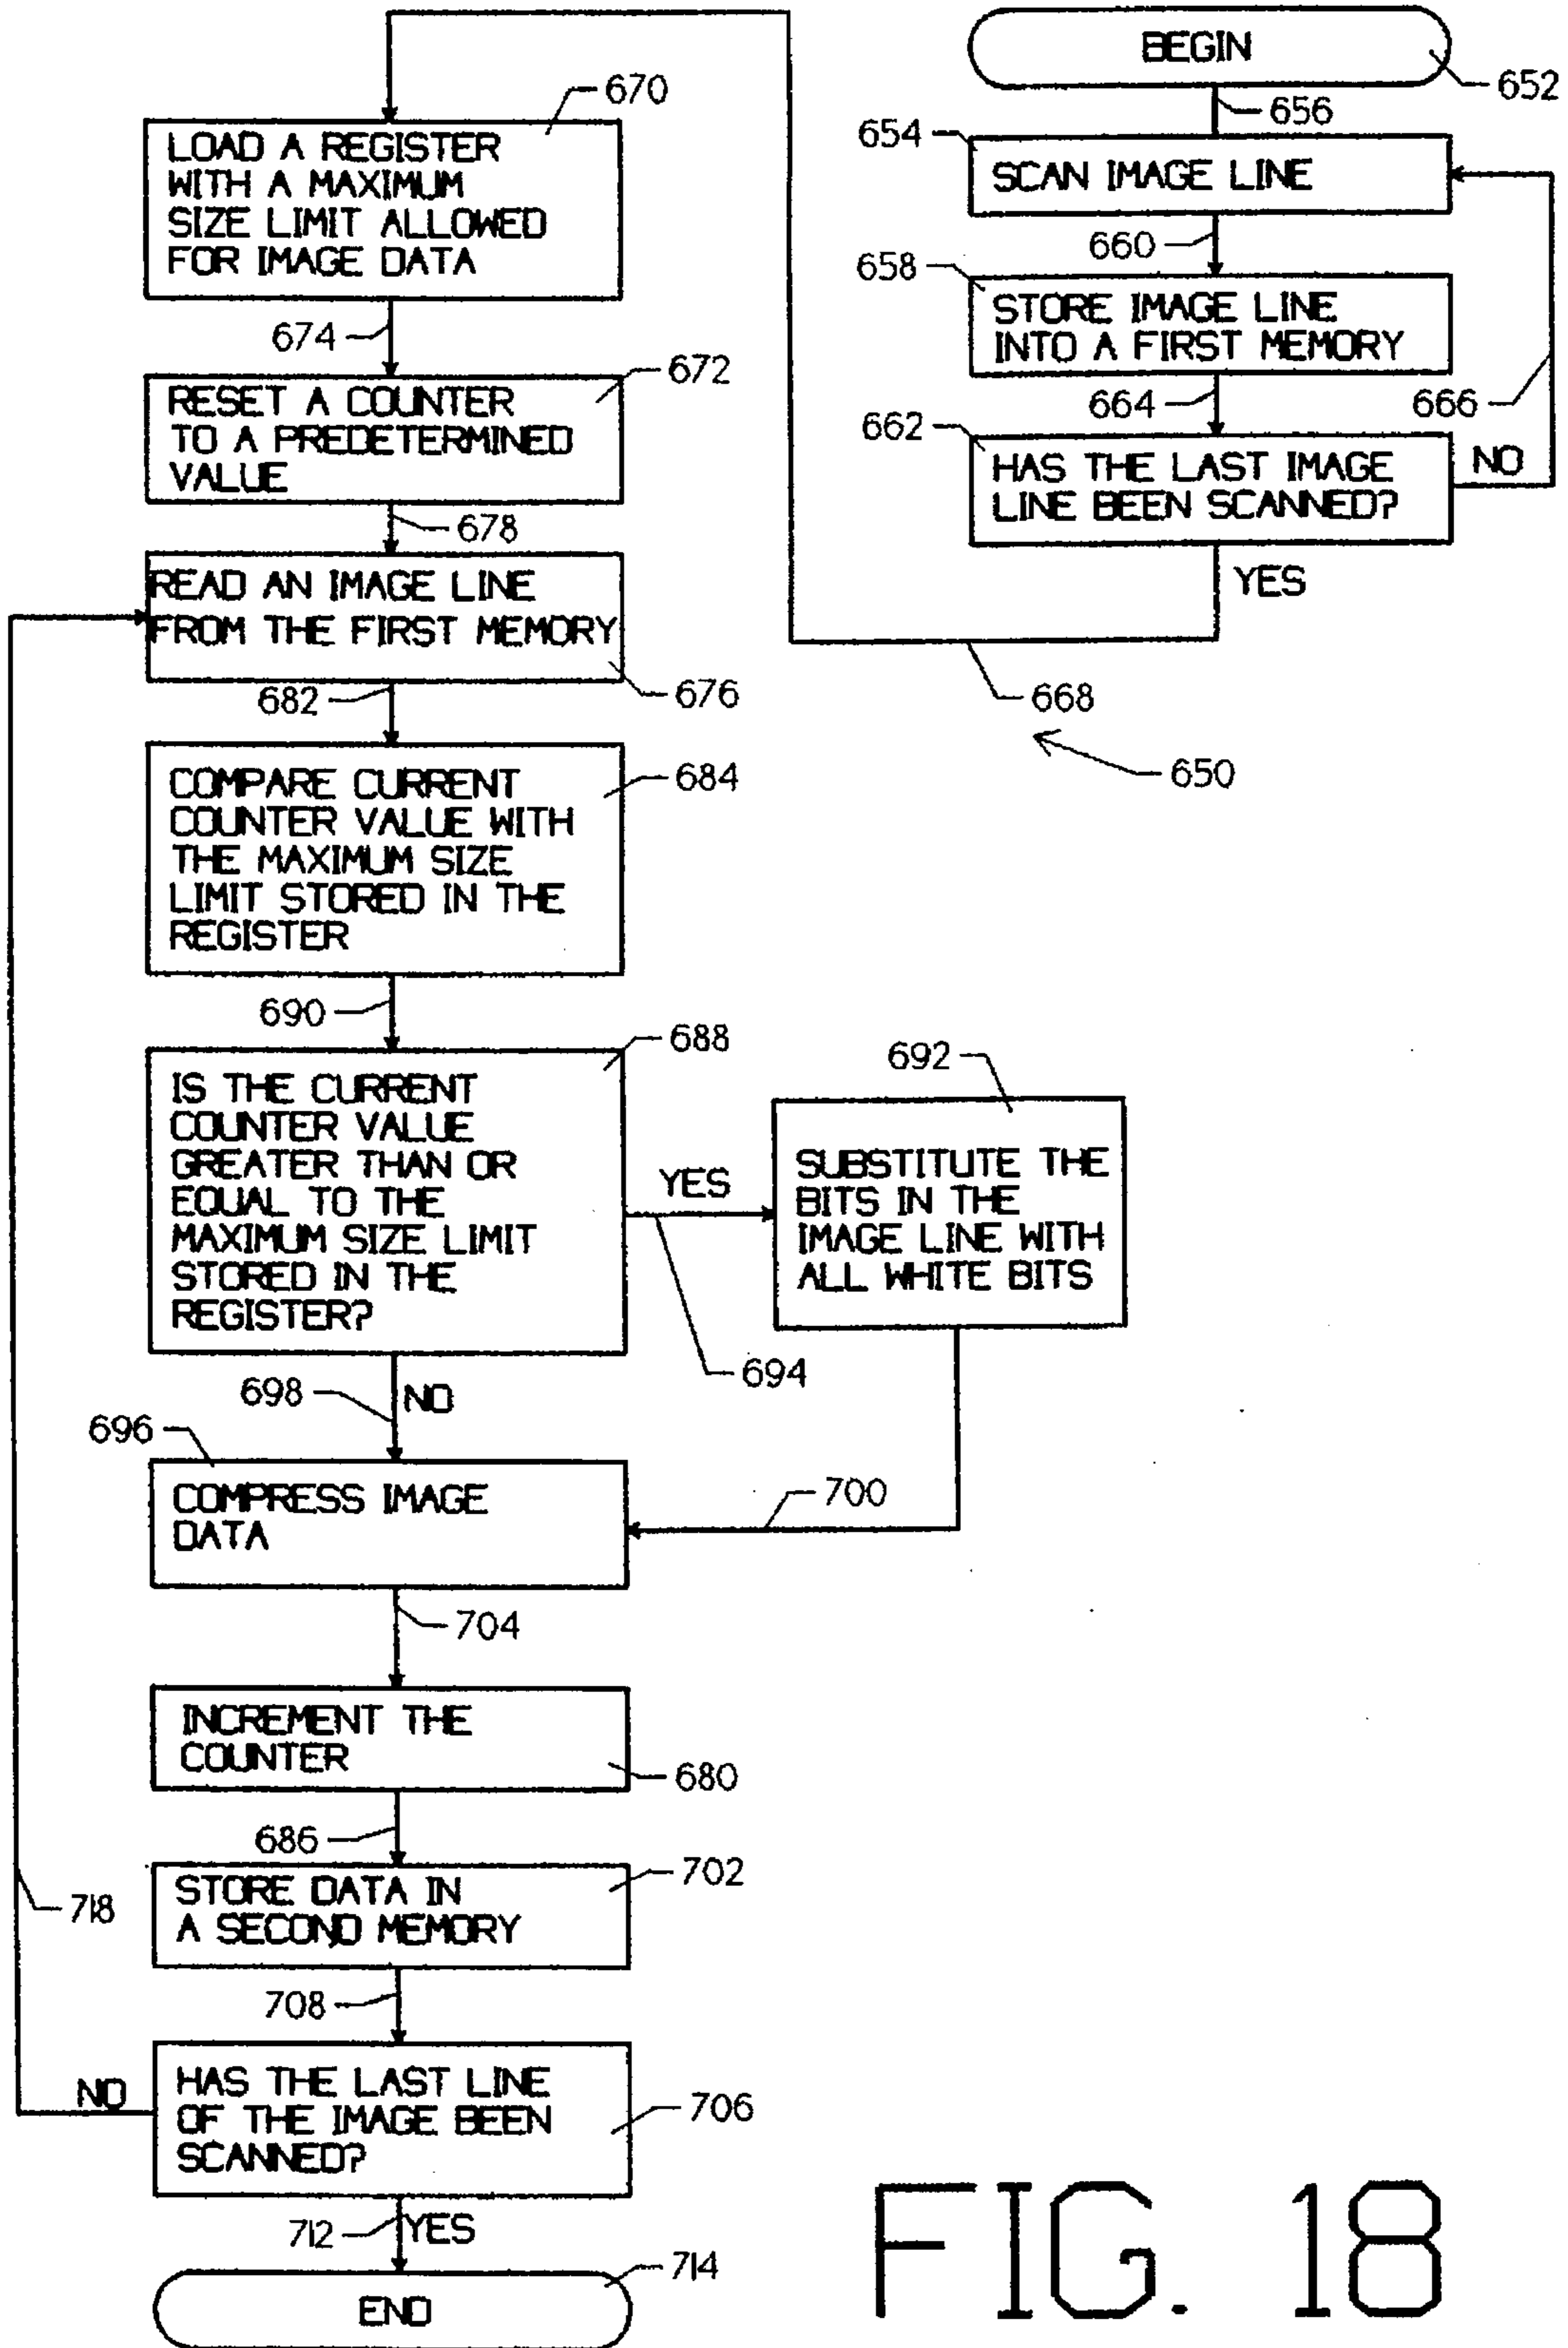 BEGIN
652
656
654
SCAN IMAGE LINE
660
658
STORE IMAGE LINE
INTO A FIRST MEMORY
664
666
662
HAS THE LAST IMAGE
LINE BEEN SCANNED?
NO
YES
668
650
670
LOAD A REGISTER
WITH A MAXIMUM
SIZE LIMIT ALLOWED
FOR IMAGE DATA
674
672
RESET A COUNTER
TO A PREDETERMINED
VALUE
678
READ AN IMAGE LINE
FROM THE FIRST MEMORY
676
682
684
COMPARE CURRENT
COUNTER VALUE WITH
THE MAXIMUM SIZE
LIMIT STORED IN THE
REGISTER
690
688
IS THE CURRENT
COUNTER VALUE
GREATER THAN OR
EQUAL TO THE
MAXIMUM SIZE LIMIT
STORED IN THE
REGISTER?
YES
694
692
SUBSTITUTE THE
BITS IN THE
IMAGE LINE WITH
ALL WHITE BITS
698
NO
696
COMPRESS IMAGE
DATA
700
704
INCREMENT THE
COUNTER
680
686
702
STORE DATA IN
A SECOND MEMORY
718
708
NO
HAS THE LAST LINE
OF THE IMAGE BEEN
SCANNED?
706
712
YES
714
END
FIG. 18